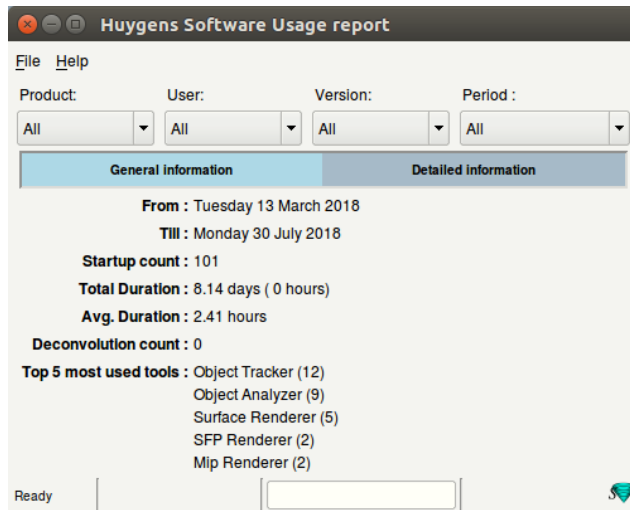 Huygens Software Usage report
File Help
Product: User: Version: Period :
All All All All
General information Detailed information
From : Tuesday 13 March 2018
Till : Monday 30 July 2018
Startup count : 101
Total Duration : 8.14 days ( 0 hours)
Avg. Duration : 2.41 hours
Deconvolution count : 0
Top 5 most used tools : Object Tracker (12)
Object Analyzer (9)
Surface Renderer (5)
SFP Renderer (2)
Mip Renderer (2)
Ready